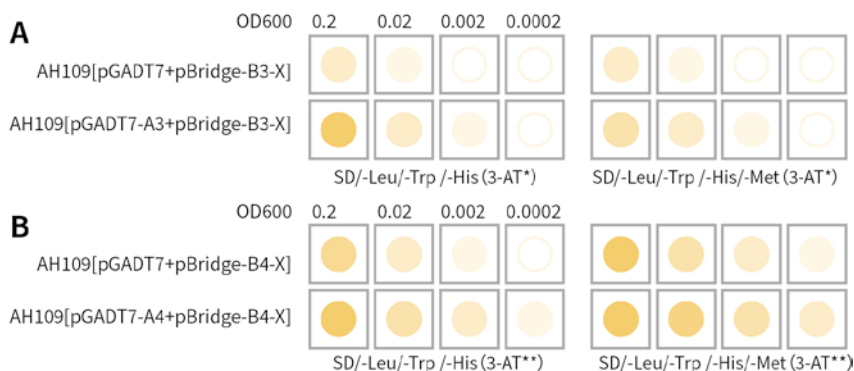 A
OD600 0.2 0.02 0.002 0.0002
AH109[pGADT7+pBridge-B3-X]
AH109[pGADT7-A3+pBridge-B3-X]
SD/-Leu/-Trp /-His (3-AT*) SD/-Leu/-Trp /-His/-Met (3-AT*)
B
OD600 0.2 0.02 0.002 0.0002
AH109[pGADT7+pBridge-B4-X]
AH109[pGADT7-A4+pBridge-B4-X]
SD/-Leu/-Trp /-His (3-AT**) SD/-Leu/-Trp /-His/-Met (3-AT**)